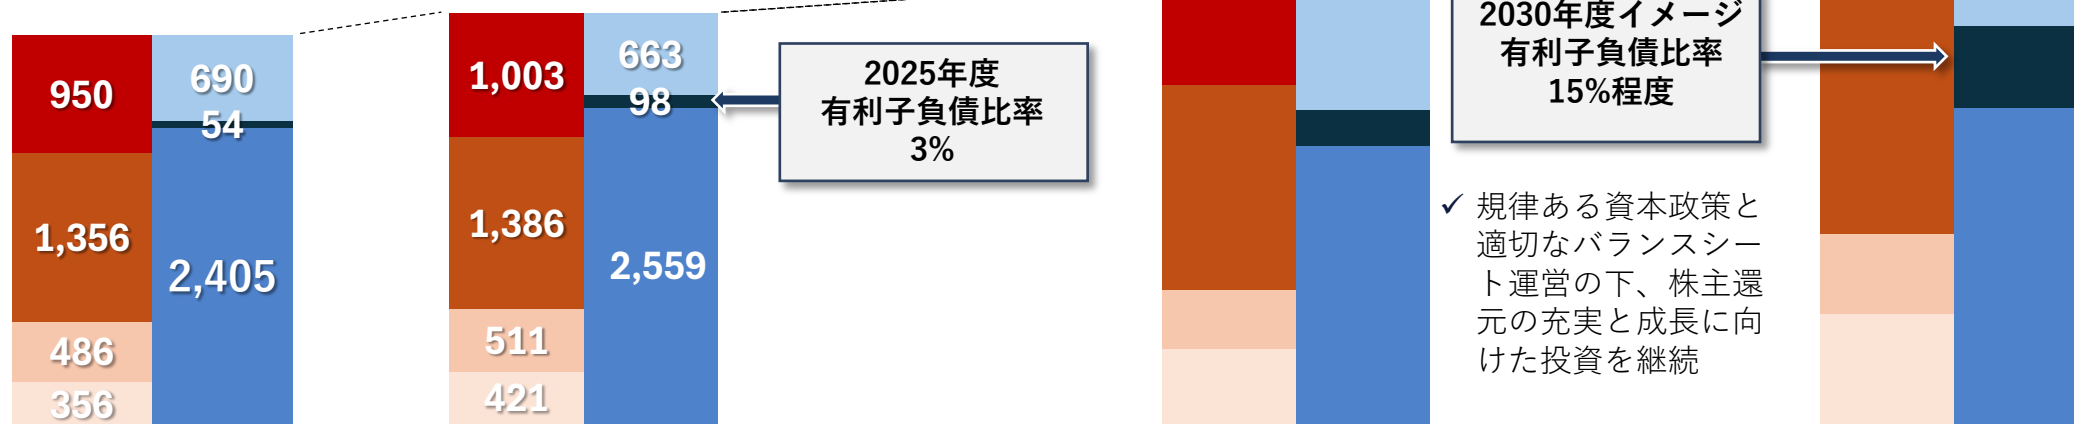 950
1,356
486
356
690
54
2,405
1,003
1,386
511
421
663
98
2,559
2025年度
有利子負債比率
3%
2030年度イメージ
有利子負債比率
15%程度
✓ 規律ある資本政策と
適切なバランスシー
ト運営の下、株主還
元の充実と成長に向
けた投資を継続